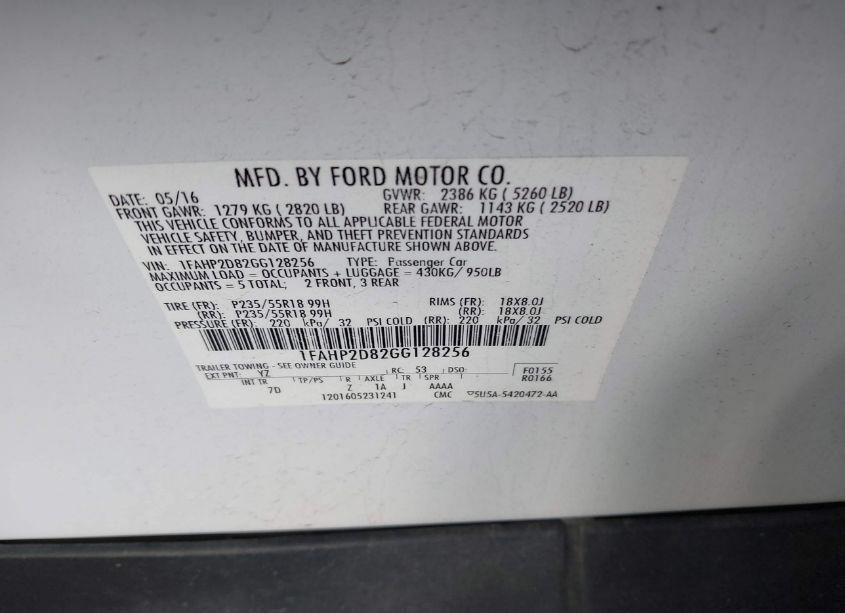 MFD. BY FORD MOTOR CO.
DATE: 05/16 GVWR: 2386 KG ( 5260 LB)
FRONT GAWR: 1279 KG ( 2820 LB) REAR GAWR: 1143 KG ( 2520 LB)
THIS VEHICLE CONFORMS TO ALL APPLICABLE FEDERAL MOTOR
VEHICLE SAFETY, BUMPER, AND THEFT PREVENTION STANDARDS
IN EFFECT ON THE DATE OF MANUFACTURE SHOWN ABOVE.
VIN: 1FAHP2D82GG128256 TYPE: Passenger Car
MAXIMUM LOAD = OCCUPANTS + LUGGAGE = 430KG/ 950LB
OCCUPANTS = 5 TOTAL; 2 FRONT, 3 REAR
TIRE (FR): P235/55R18 99H RIMS (FR): 18X8.0J
(RR): P235/55R18 99H (RR): 18X8.0J
PRESSURE (FR): 220 kPa/ 32 PSI COLD (RR): 220 kPa/ 32 PSI COLD
1FAHP2D82GG128256
TRAILER TOWING - SEE OWNER GUIDE
EXT PNT: YZ RC: 53 DSO: F0155
R0166
INT TR TP/PS R AXLE TR SPR
7D Z 1A J AAAA
1201605231241 CMC 5U5A-5420472-AA